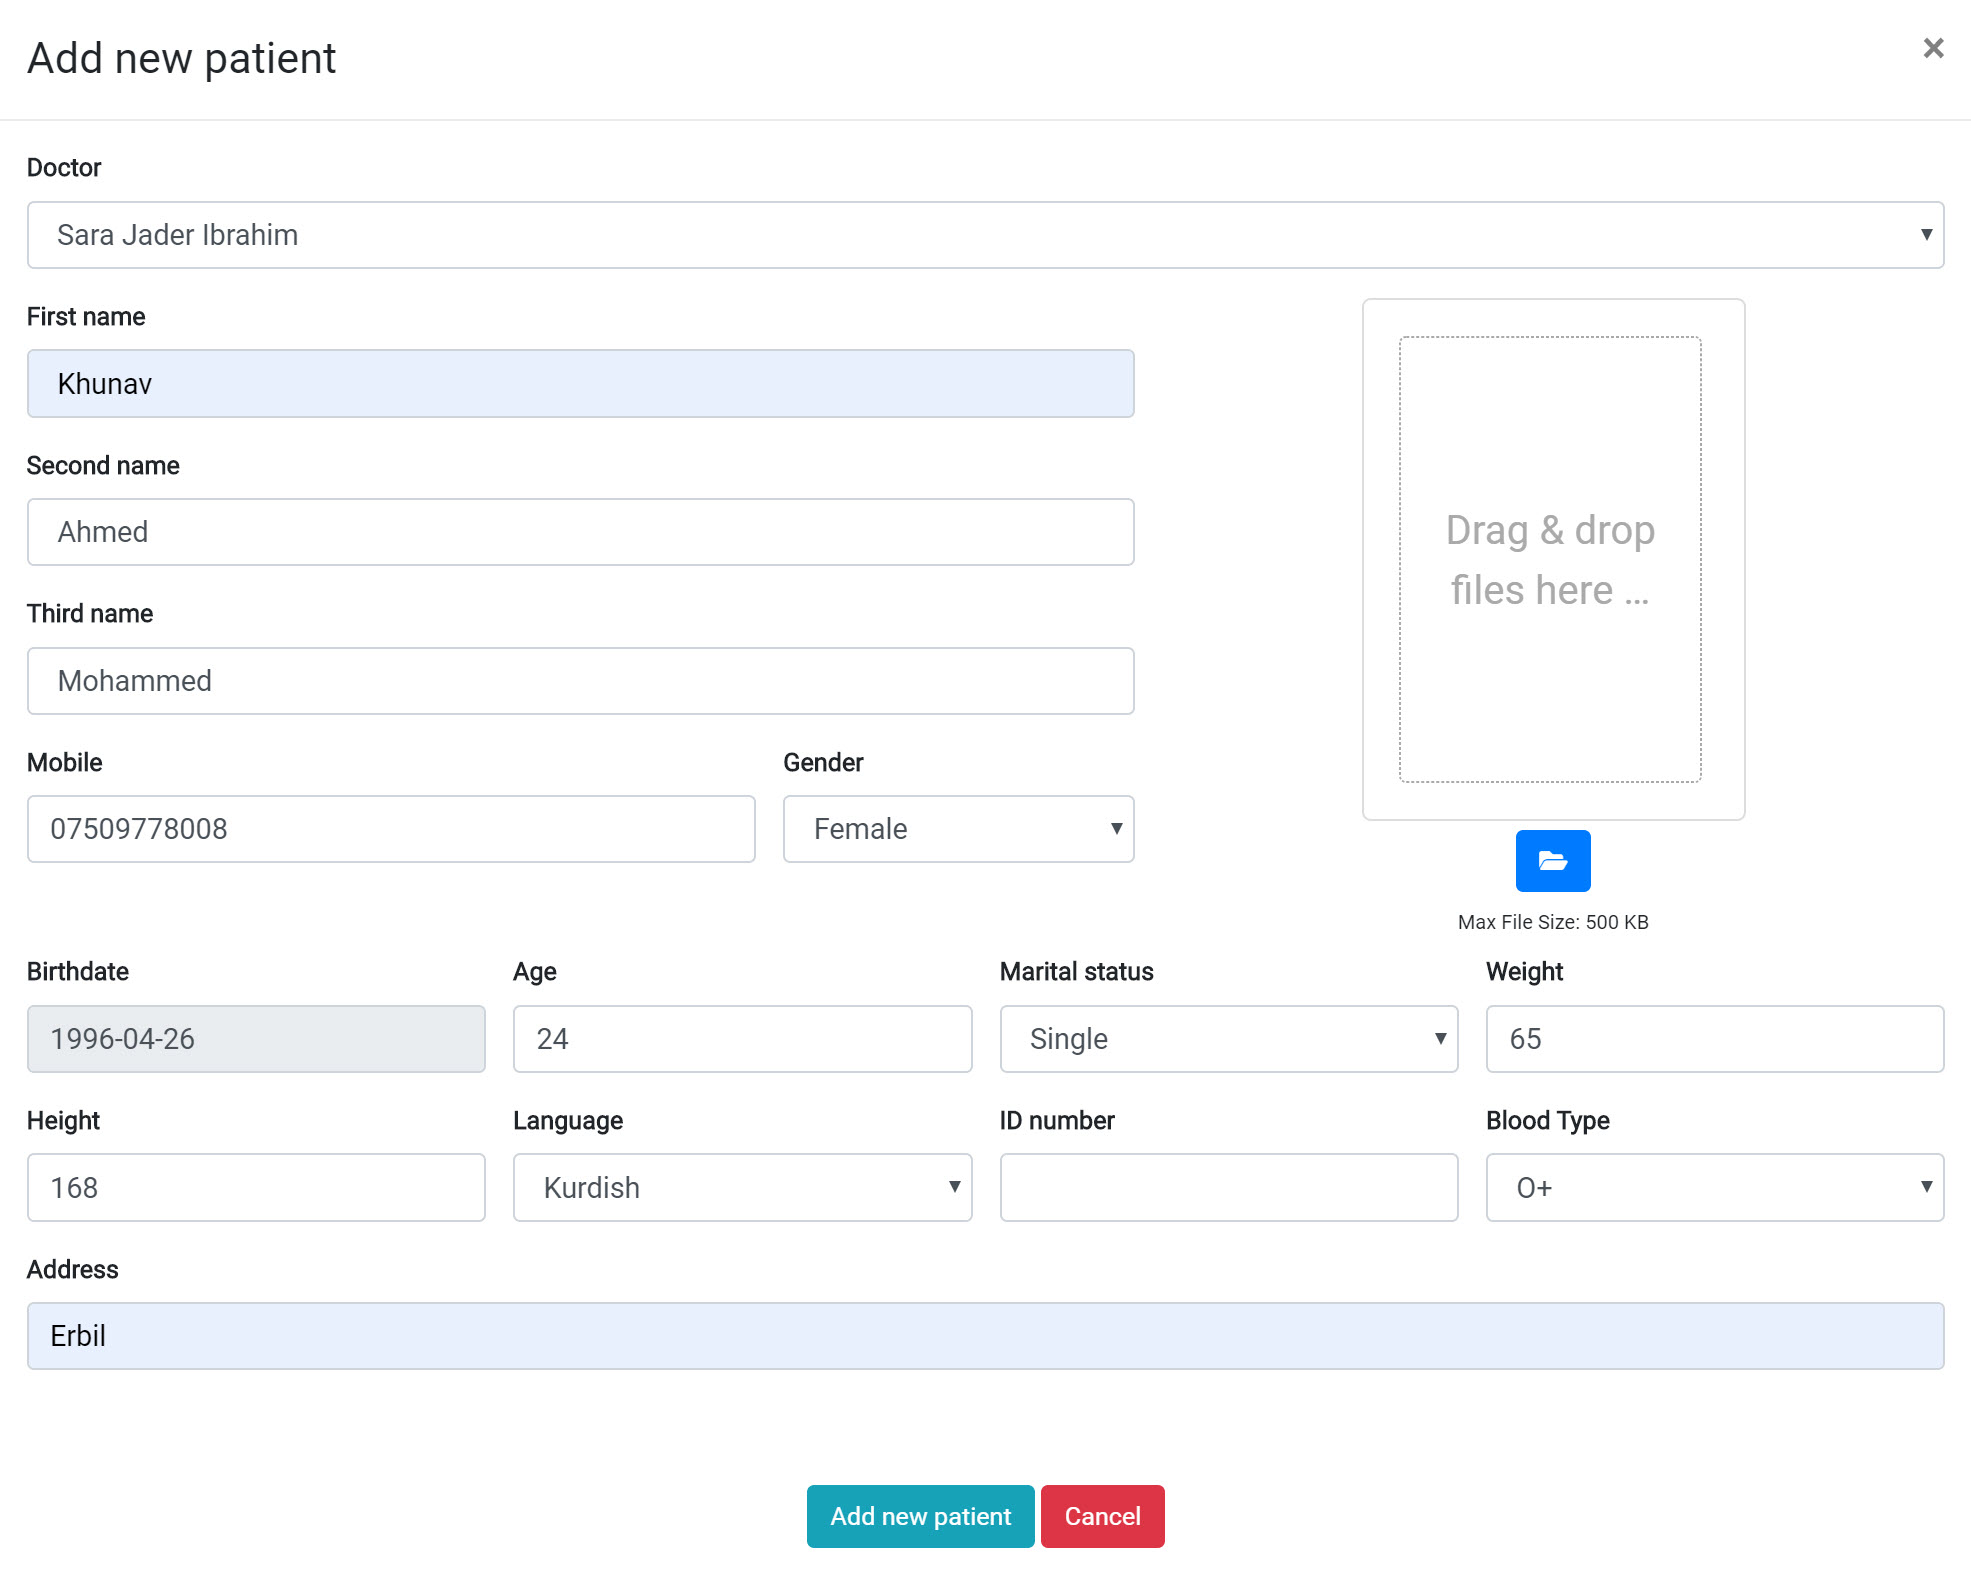 Add new patient
×
Doctor
Sara Jader Ibrahim
First name
Khunav
Second name
Ahmed
Third name
Mohammed
Mobile
Gender
07509778008
Female
Drag & drop
files here ...
Max File Size: 500 KB
Birthdate
Age
Marital status
Weight
1996-04-26
24
Single
65
Height
Language
ID number
Blood Type
168
Kurdish
O+
Address
Erbil
Add new patient
Cancel